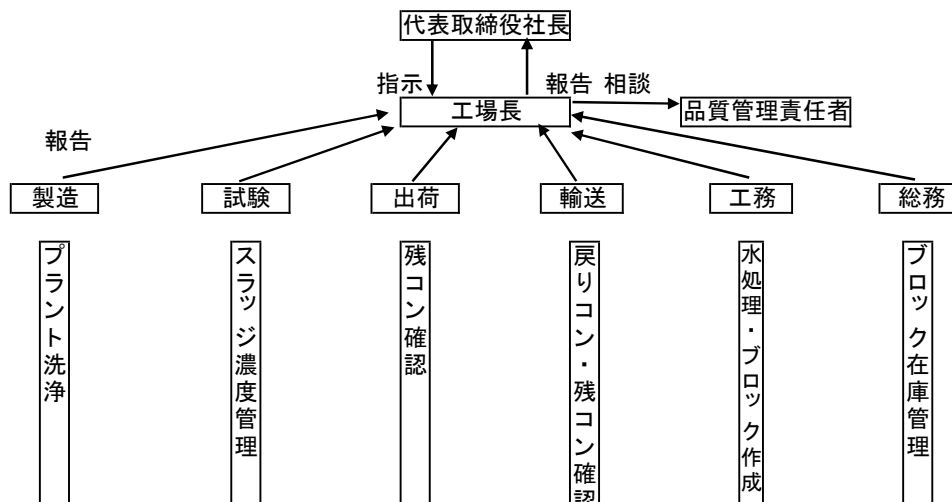 代表取締役社長
指示
報告 相談
工場長
品質管理責任者
報告
製造
試験
出荷
輸送
工務
総務
プラント洗浄
スラッジ濃度管理
残コン確認
戻りコン・残コン確認
水処理・ブロック作成
ブロック在庫管理